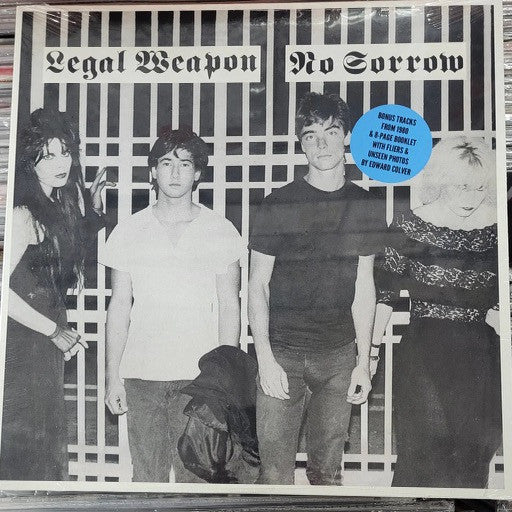 Legal Weapon No Sorrow
BONUS TRACKS
FROM 1980
& 8-PAGE BOOKLET
WITH FLIERS &
UNSEEN PHOTOS
BY EDWARD COLVER